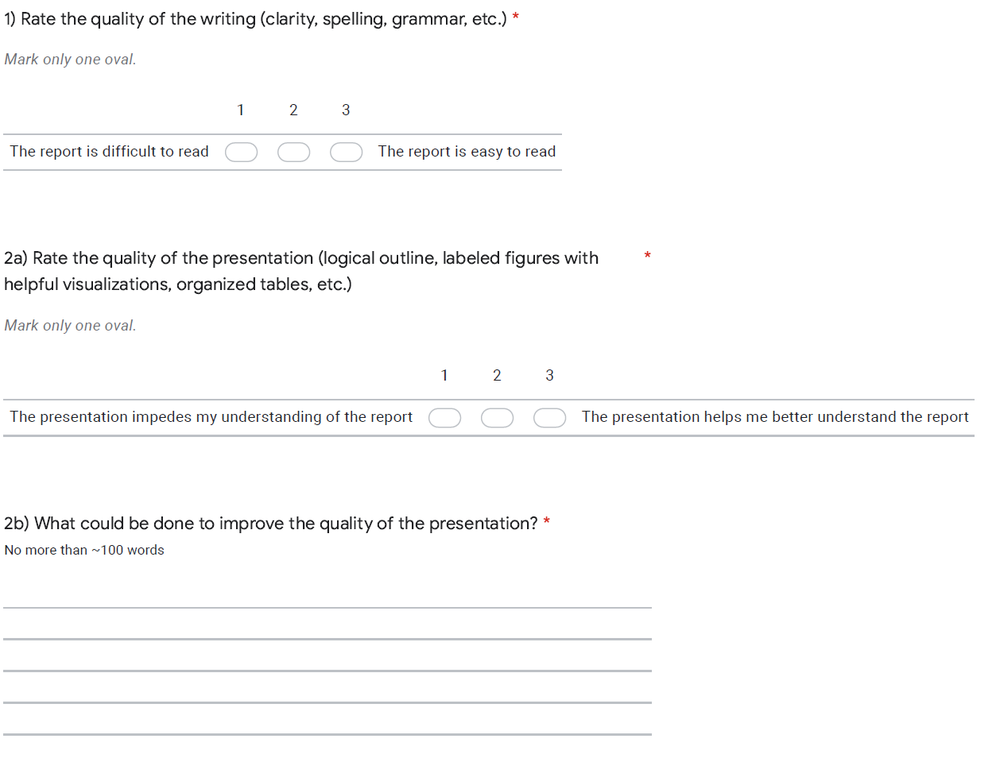 1) Rate the quality of the writing (clarity, spelling, grammar, etc.) *
Mark only one oval.
1 2 3
The report is difficult to read The report is easy to read
2a) Rate the quality of the presentation (logical outline, labeled figures with *
helpful visualizations, organized tables, etc.)
Mark only one oval.
1 2 3
The presentation impedes my understanding of the report The presentation helps me better understand the report
2b) What could be done to improve the quality of the presentation? *
No more than ~100 words